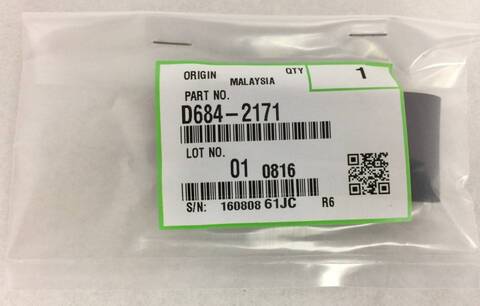 ORIGIN MALAYSIA QTY 1
PART NO.
D684-2171
LOT NO.
01 0816
S/N: 160808 61JC R6